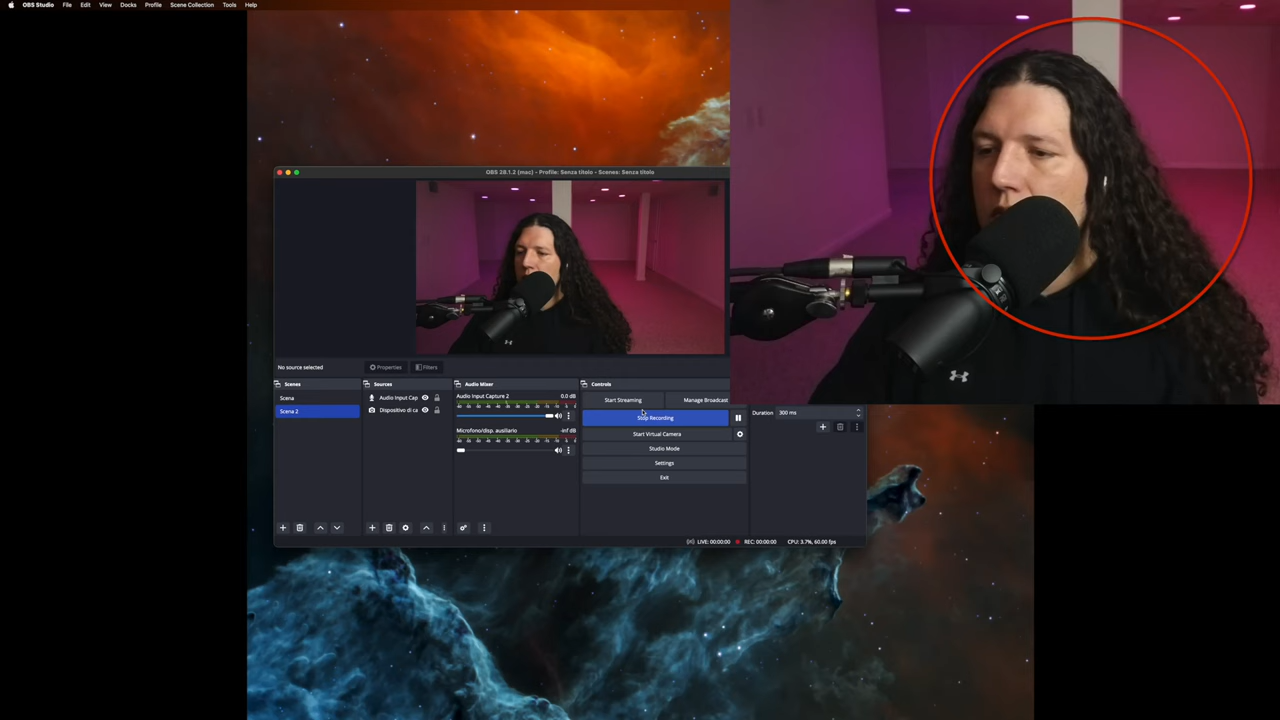 OBS Studio File Edit View Docks Profile Scene Collection Tools Help
OBS 28.1.2 (mac) - Profile: Senza titolo - Scenes: Senza titolo
No source selected Properties Filters
Scenes Sources Audio Mixer Controls
Scena
Scena 2
Audio Input Cap
Dispositivo di ca
Audio Input Capture 2 0.0 dB
Microfono/disp. ausiliario -inf dB
Start Streaming Manage Broadcast
Stop Recording
Start Virtual Camera
Studio Mode
Settings
Exit
Duration 300 ms
LIVE: 00:00:00 REC: 00:00:00 CPU: 3.7%, 60.00 fps